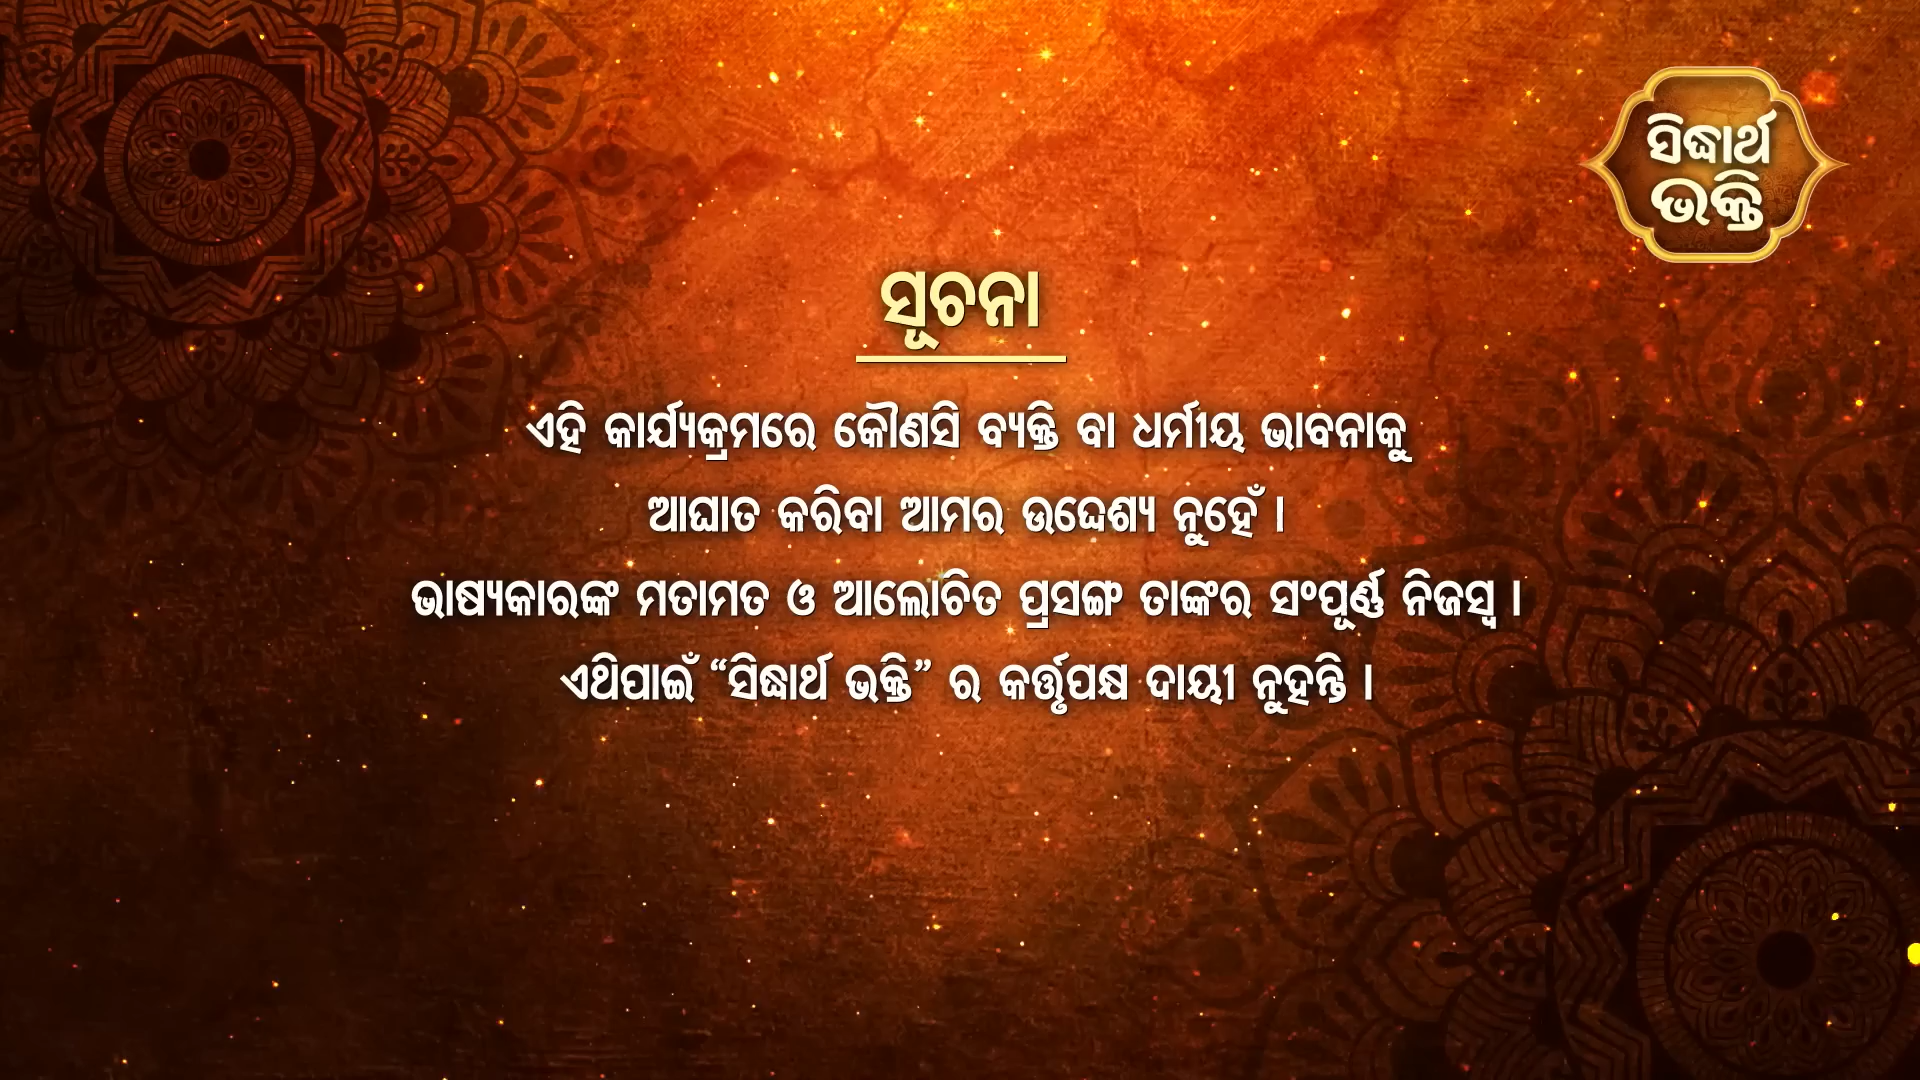 ସିଦ୍ଧାର୍ଥ
ଭକ୍ତି
ସୂଚନା
ଏହି କାର୍ଯ୍ୟକ୍ରମରେ କୌଣସି ବ୍ୟକ୍ତି ବା ଧର୍ମୀୟ ଭାବନାକୁ
ଆଘାତ କରିବା ଆମର ଉଦ୍ଦେଶ୍ୟ ନୁହେଁ ।
ଭାଷ୍ୟକାରଙ୍କ ମତାମତ ଓ ଆଲୋଚିତ ପ୍ରସଙ୍ଗ ତାଙ୍କର ସଂପୂର୍ଣ୍ଣ ନିଜସ୍ୱ ।
ଏଥିପାଇଁ “ସିଦ୍ଧାର୍ଥ ଭକ୍ତି” ର କର୍ତ୍ତୃପକ୍ଷ ଦାୟୀ ନୁହନ୍ତି ।